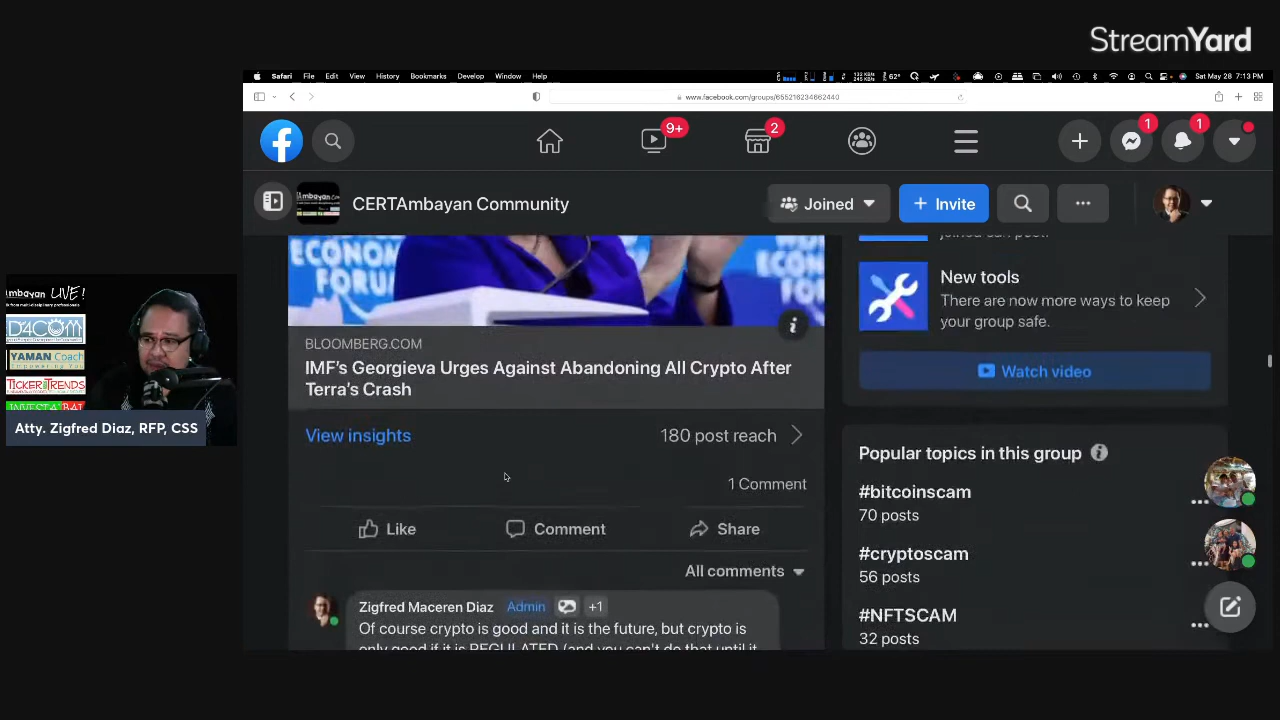 StreamYard
Safari File Edit View History Bookmarks Develop Window Help
62°
Sat May 28 7:13 PM
www.facebook.com/groups/655216234662440
9+
2
1
1
CERTAmbayan Community
Joined
+ Invite
ECONOMIC
FORUM
New tools
There are now more ways to keep
your group safe.
Watch video
BLOOMBERG.COM
IMF's Georgieva Urges Against Abandoning All Crypto After
Terra's Crash
View insights
180 post reach
1 Comment
Like
Comment
Share
All comments
Zigfred Maceren Diaz Admin +1
Of course crypto is good and it is the future, but crypto is
only good if it is REGULATED (and you can't do that until it
Popular topics in this group
#bitcoinscam
70 posts
#cryptoscam
56 posts
#NFTSCAM
32 posts
mbayan LIVE!
D4COM
YAMAN Coach
TICKERTRENDS
INVESTABAI
Atty. Zigfred Diaz, RFP, CSS